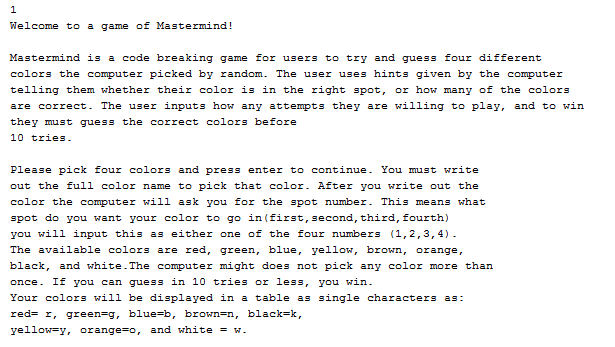 1
Welcome to a game of Mastermind!
Mastermind is a code breaking game for users to try and guess four different
colors the computer picked by random. The user uses hints given by the computer
telling them whether their color is in the right spot, or how many of the colors
are correct. The user inputs how any attempts they are willing to play, and to win
they must guess the correct colors before
10 tries.
Please pick four colors and press enter to continue. You must write
out the full color name to pick that color. After you write out the
color the computer will ask you for the spot number. This means what
spot do you want your color to go in(first,second,third,fourth)
you will input this as either one of the four numbers (1,2,3,4).
The available colors are red, green, blue, yellow, brown, orange,
black, and white.The computer might does not pick any color more than
once. If you can guess in 10 tries or less, you win.
Your colors will be displayed in a table as single characters as:
red= r, green=g, blue=b, brown=n, black=k,
yellow=y, orange=o, and white = w.